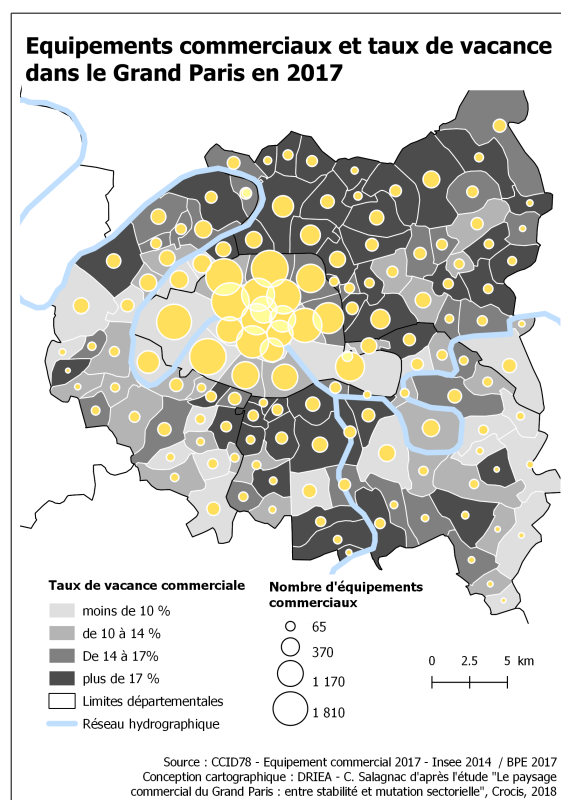 Equipements commerciaux et taux de vacance
dans le Grand Paris en 2017
Taux de vacance commerciale
moins de 10 %
de 10 à 14 %
De 14 à 17%
plus de 17 %
Limites départementales
Réseau hydrographique
Nombre d'équipements
commerciaux
65
370
1 170
1 810
0 2.5 5 km
Source : CCID78 - Equipement commercial 2017 - Insee 2014 / BPE 2017
Conception cartographique : DRIEA - C. Salagnac d'après l'étude "Le paysage
commercial du Grand Paris : entre stabilité et mutation sectorielle", Crocis, 2018